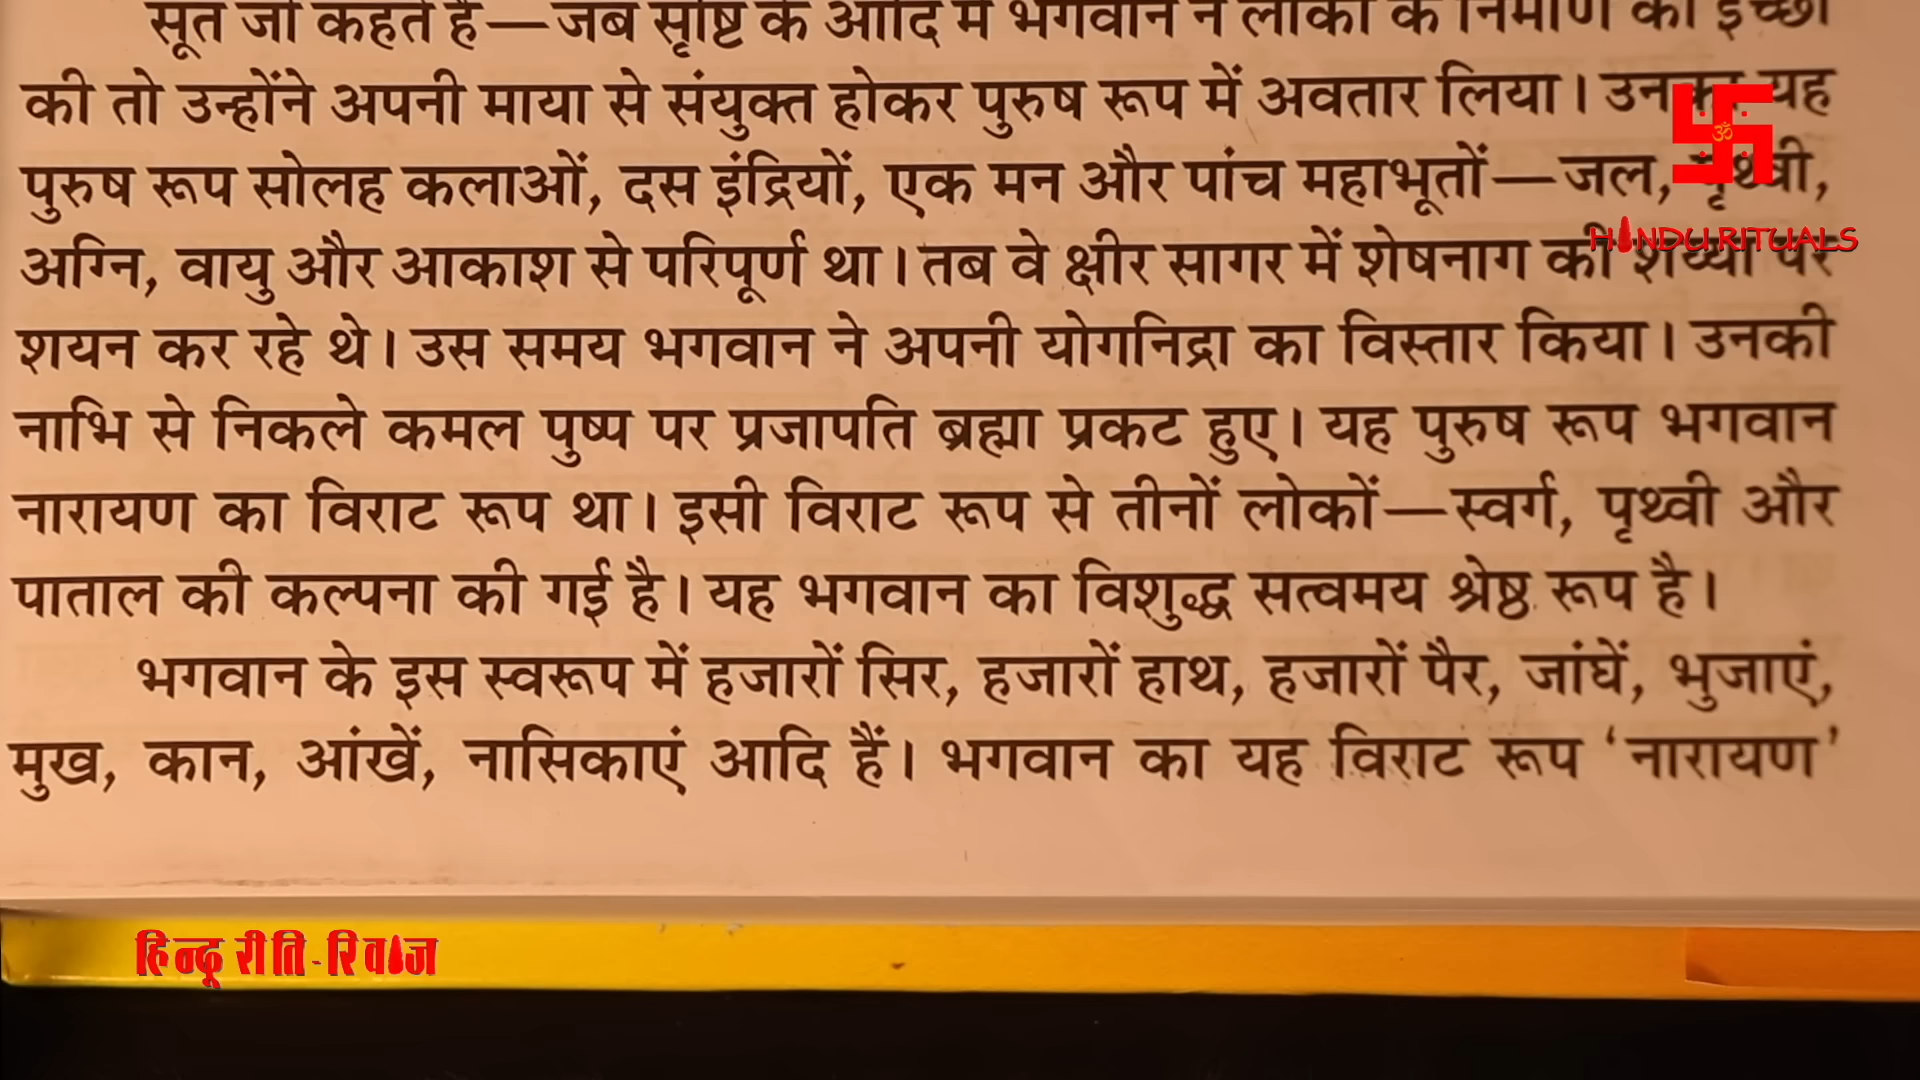 सूत जी कहते हैं—जब सृष्टि के आदि में भगवान ने लोकों के निर्माण की इच्छा
की तो उन्होंने अपनी माया से संयुक्त होकर पुरुष रूप में अवतार लिया। उनका यह
पुरुष रूप सोलह कलाओं, दस इंद्रियों, एक मन और पांच महाभूतों—जल, पृथ्वी,
अग्नि, वायु और आकाश से परिपूर्ण था। तब वे क्षीर सागर में शेषनाग की शय्या पर
शयन कर रहे थे। उस समय भगवान ने अपनी योगनिद्रा का विस्तार किया। उनकी
नाभि से निकले कमल पुष्प पर प्रजापति ब्रह्मा प्रकट हुए। यह पुरुष रूप भगवान
नारायण का विराट रूप था। इसी विराट रूप से तीनों लोकों—स्वर्ग, पृथ्वी और
पाताल की कल्पना की गई है। यह भगवान का विशुद्ध सत्वमय श्रेष्ठ रूप है।
भगवान के इस स्वरूप में हजारों सिर, हजारों हाथ, हजारों पैर, जांघें, भुजाएं,
मुख, कान, आंखें, नासिकाएं आदि हैं। भगवान का यह विराट रूप ‘नारायण’
ॐ
HINDU RITUALS
हिन्दू रीति-रिवाज